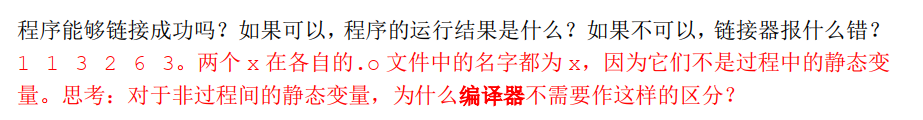 程序能够链接成功吗？如果可以，程序的运行结果是什么？如果不可以，链接器报什么错？
1 1 3 2 6 3。两个 x 在各自的.o 文件中的名字都为 x，因为它们不是过程中的静态变
量。思考：对于非过程间的静态变量，为什么编译器不需要作这样的区分？